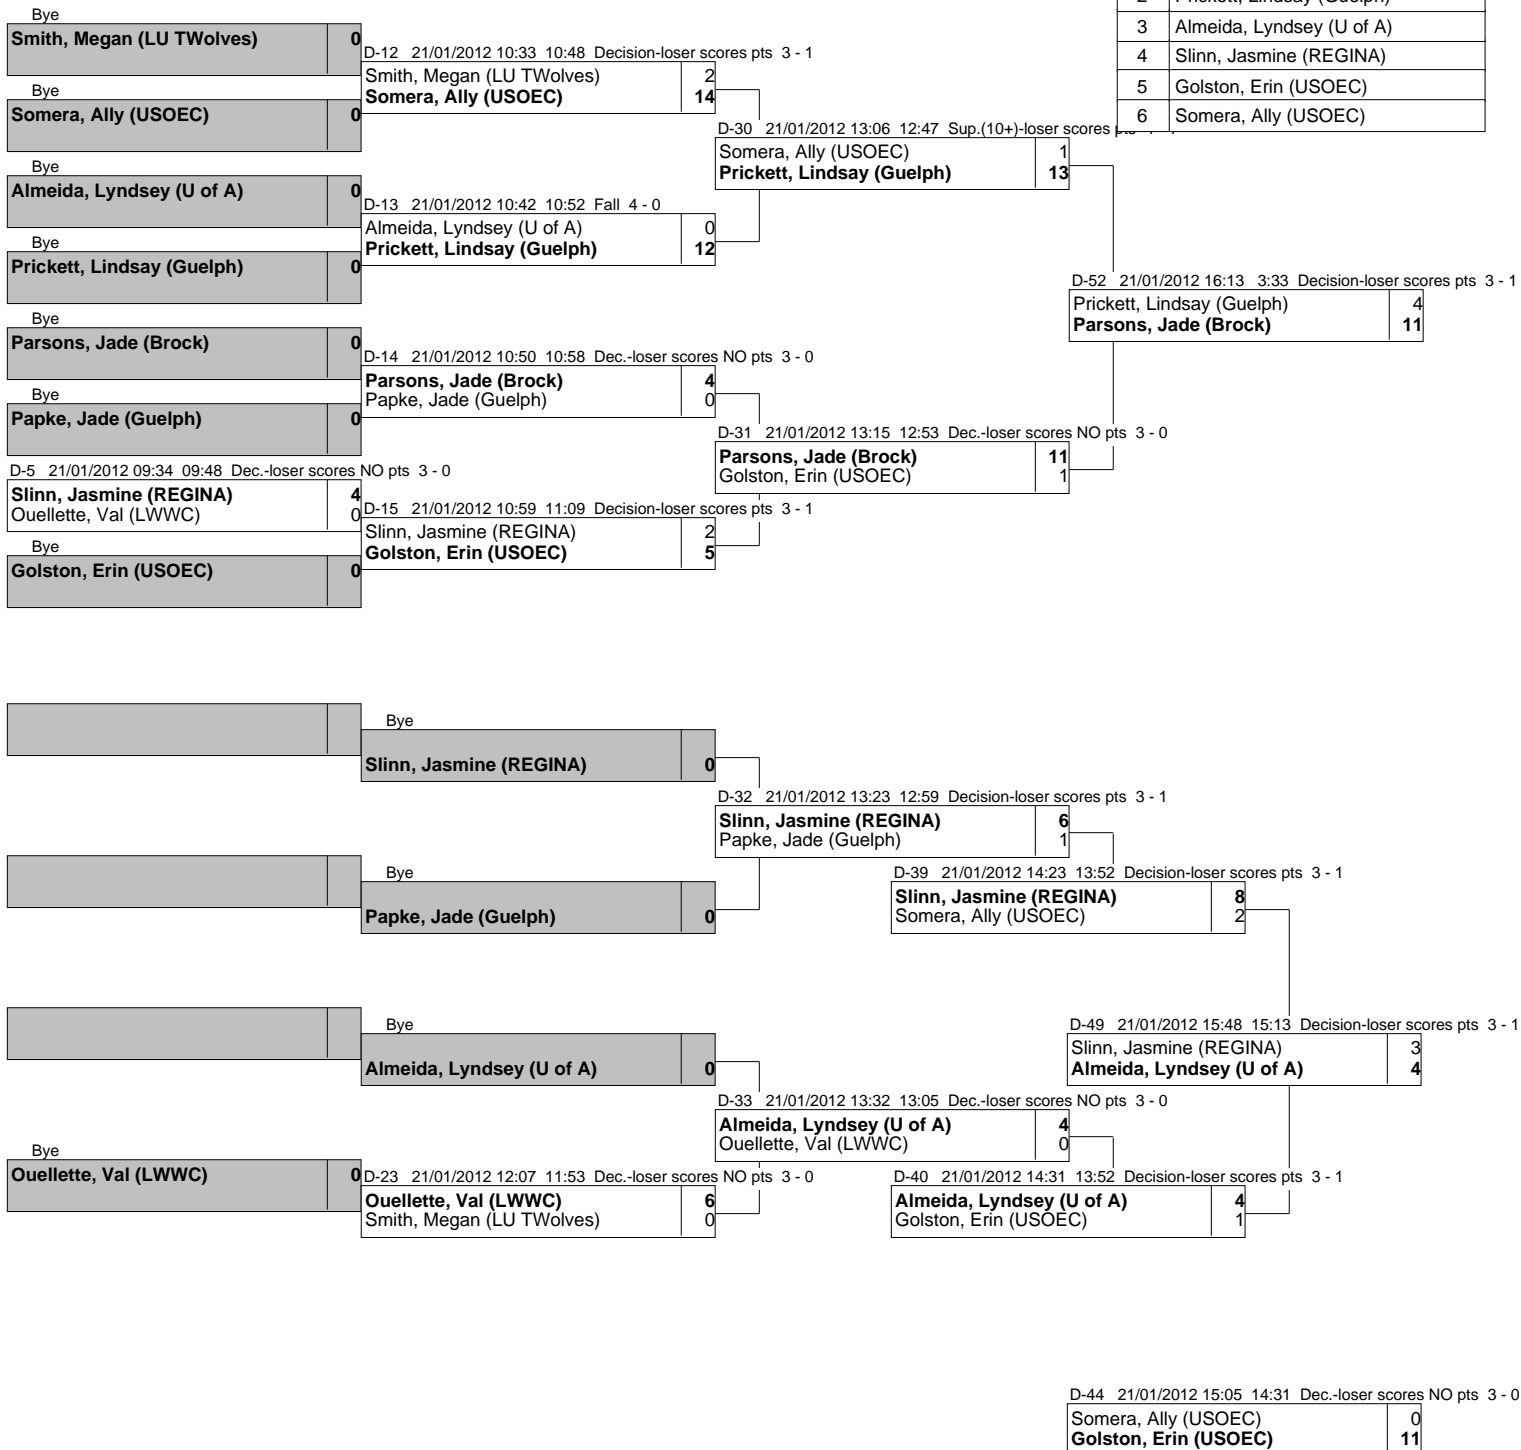 Bye
Smith, Megan (LU TWolves) 0
Bye
Somera, Ally (USOEC) 0
Bye
Almeida, Lyndsey (U of A) 0
Bye
Prickett, Lindsay (Guelph) 0
Bye
Parsons, Jade (Brock) 0
Bye
Papke, Jade (Guelph) 0
D-5 21/01/2012 09:34 09:48 Dec.-loser scores NO pts 3 - 0
Slinn, Jasmine (REGINA) 4
Ouellette, Val (LWWC) 0
Bye
Golston, Erin (USOEC) 0
D-12 21/01/2012 10:33 10:48 Decision-loser scores pts 3 - 1
Smith, Megan (LU TWolves) 2
Somera, Ally (USOEC) 14
D-13 21/01/2012 10:42 10:52 Fall 4 - 0
Almeida, Lyndsey (U of A) 0
Prickett, Lindsay (Guelph) 12
D-14 21/01/2012 10:50 10:58 Dec.-loser scores NO pts 3 - 0
Parsons, Jade (Brock) 4
Papke, Jade (Guelph) 0
D-15 21/01/2012 10:59 11:09 Decision-loser scores pts 3 - 1
Slinn, Jasmine (REGINA) 2
Golston, Erin (USOEC) 5
D-30 21/01/2012 13:06 12:47 Sup.(10+)-loser scores
Somera, Ally (USOEC) 1
Prickett, Lindsay (Guelph) 13
D-31 21/01/2012 13:15 12:53 Dec.-loser scores NO pts 3 - 0
Parsons, Jade (Brock) 11
Golston, Erin (USOEC) 1
D-52 21/01/2012 16:13 3:33 Decision-loser scores pts 3 - 1
Prickett, Lindsay (Guelph) 4
Parsons, Jade (Brock) 11
2 Prickett, Lindsay (Guelph)
3 Almeida, Lyndsey (U of A)
4 Slinn, Jasmine (REGINA)
5 Golston, Erin (USOEC)
6 Somera, Ally (USOEC)
Bye
Slinn, Jasmine (REGINA) 0
Bye
Papke, Jade (Guelph) 0
Bye
Almeida, Lyndsey (U of A) 0
Bye
Ouellette, Val (LWWC) 0
D-23 21/01/2012 12:07 11:53 Dec.-loser scores NO pts 3 - 0
Ouellette, Val (LWWC) 6
Smith, Megan (LU TWolves) 0
D-32 21/01/2012 13:23 12:59 Decision-loser scores pts 3 - 1
Slinn, Jasmine (REGINA) 6
Papke, Jade (Guelph) 1
D-33 21/01/2012 13:32 13:05 Dec.-loser scores NO pts 3 - 0
Almeida, Lyndsey (U of A) 4
Ouellette, Val (LWWC) 0
D-39 21/01/2012 14:23 13:52 Decision-loser scores pts 3 - 1
Slinn, Jasmine (REGINA) 8
Somera, Ally (USOEC) 2
D-40 21/01/2012 14:31 13:52 Decision-loser scores pts 3 - 1
Almeida, Lyndsey (U of A) 4
Golston, Erin (USOEC) 1
D-49 21/01/2012 15:48 15:13 Decision-loser scores pts 3 - 1
Slinn, Jasmine (REGINA) 3
Almeida, Lyndsey (U of A) 4
D-44 21/01/2012 15:05 14:31 Dec.-loser scores NO pts 3 - 0
Somera, Ally (USOEC) 0
Golston, Erin (USOEC) 11